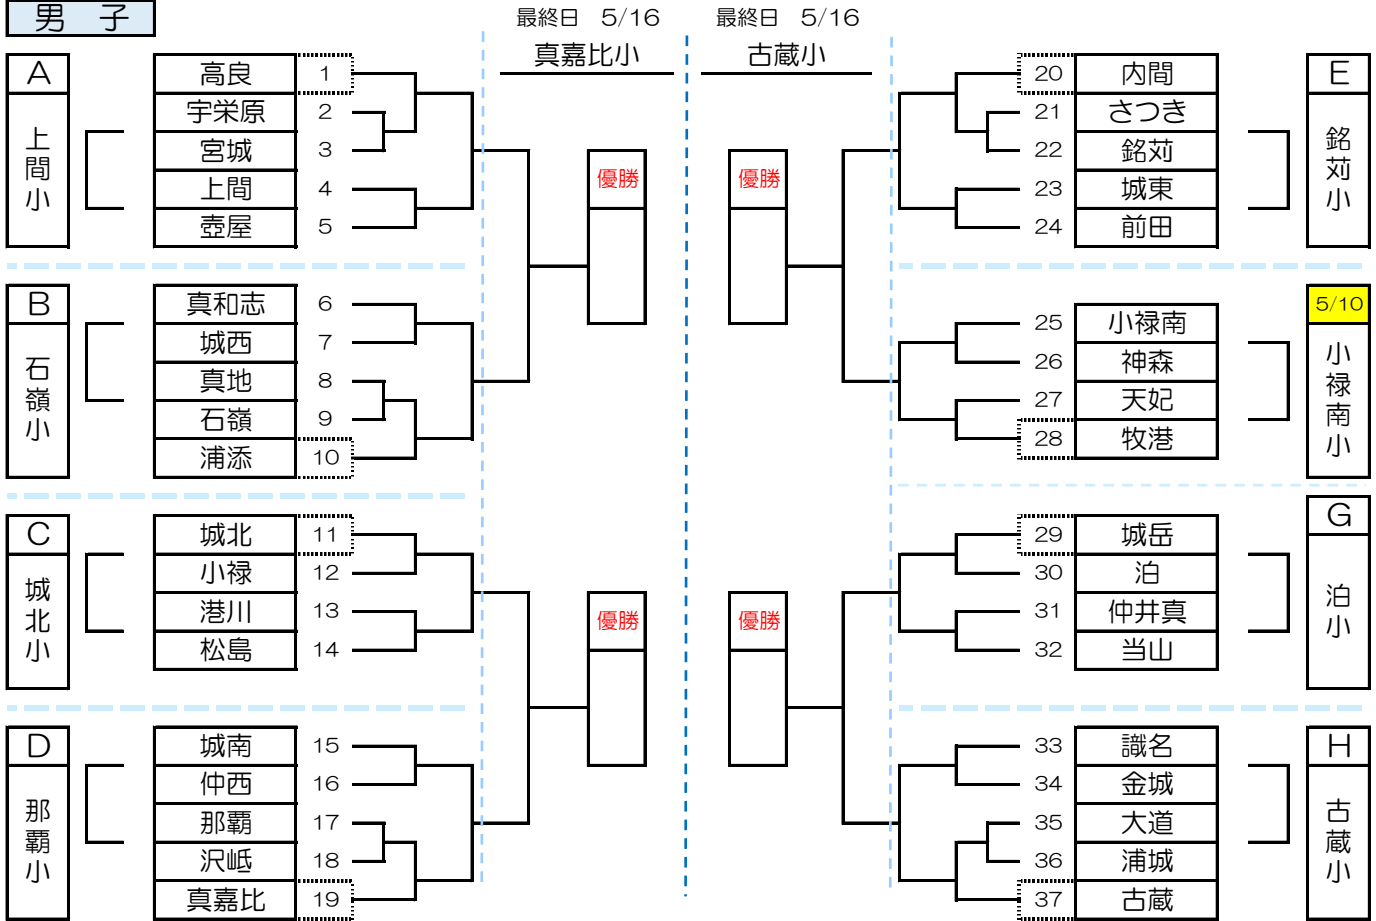 男 子
最終日 5/16
真嘉比小
最終日 5/16
古蔵小
A
上間小
高良 1
宇栄原 2
宮城 3
上間 4
壺屋 5
B
石嶺小
真和志 6
城西 7
真地 8
石嶺 9
浦添 10
C
城北小
城北 11
小禄 12
港川 13
松島 14
D
那覇小
城南 15
仲西 16
那覇 17
沢岻 18
真嘉比 19
優勝
優勝
優勝
優勝
20 内間
21 さつき
22 銘苅
23 城東
24 前田
E
銘苅小
25 小禄南
26 神森
27 天妃
28 牧港
5/10
小禄南小
29 城岳
30 泊
31 仲井真
32 当山
G
泊小
33 識名
34 金城
35 大道
36 浦城
37 古蔵
H
古蔵小